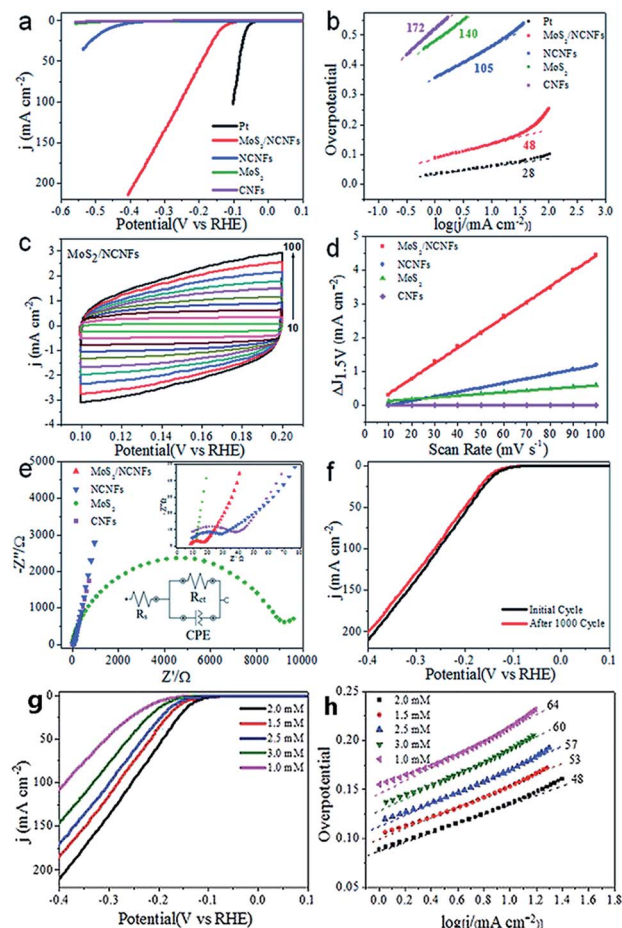 a
j (mA cm⁻²)
0
50
100
150
200
-0.6 -0.5 -0.4 -0.3 -0.2 -0.1 0.0 0.1
Potential(V vs RHE)
Pt
MoS₂/NCNFs
NCNFs
MoS₂
CNFs
b
Overpotential
0.5
0.4
0.3
0.2
0.1
0.0
-1.0 -0.5 0.0 0.5 1.0 1.5 2.0 2.5
log[j/(mA cm⁻²)]
172
140
105
48
28
Pt
MoS₂/NCNFs
NCNFs
MoS₂
CNFs
c
MoS₂/NCNFs
j (mA cm⁻²)
3
2
1
0
-1
-2
-3
-4
100
10
0.10 0.12 0.14 0.16 0.18 0.20
Potential(V vs RHE)
d
ΔJ1.5V (mA cm⁻²)
6
5
4
3
2
1
0
-1
MoS₂/NCNFs
NCNFs
MoS₂
CNFs
10 20 30 40 50 60 70 80 90 100
Scan Rate (mV s⁻¹)
e
-Z"/Ω
5000
4000
3000
2000
1000
0
MoS₂/NCNFs
NCNFs
MoS₂
CNFs
-Z"/Ω
0 10 20 30 40 50 60 70 80
Z'/Ω
Rs
Rct
CPE
0 2000 4000 6000 8000 10000
Z'/Ω
f
j (mA cm⁻²)
0
50
100
150
200
Initial Cycle
After 1000 Cycle
-0.4 -0.3 -0.2 -0.1 0.0 0.1
Potential(V vs RHE)
g
j (mA cm⁻²)
0
50
100
150
200
2.0 mM
1.5 mM
2.5 mM
3.0 mM
1.0 mM
-0.4 -0.3 -0.2 -0.1 0.0 0.1
Potential(V vs RHE)
h
Overpotential
0.25
0.20
0.15
0.10
0.05
2.0 mM
1.5 mM
2.5 mM
3.0 mM
1.0 mM
64
60
57
53
48
0.0 0.3 0.6 0.9 1.2 1.5 1.8
log[j/(mA cm⁻²)]